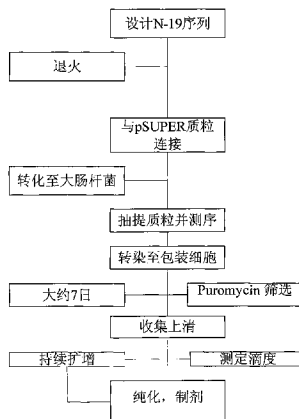 设计N-19序列
退火
与pSUPER质粒
连接
转化至大肠杆菌
抽提质粒并测序
转染至包装细胞
大约7日
Puromycin 筛选
收集上清
持续扩增
测定滴度
纯化，制剂